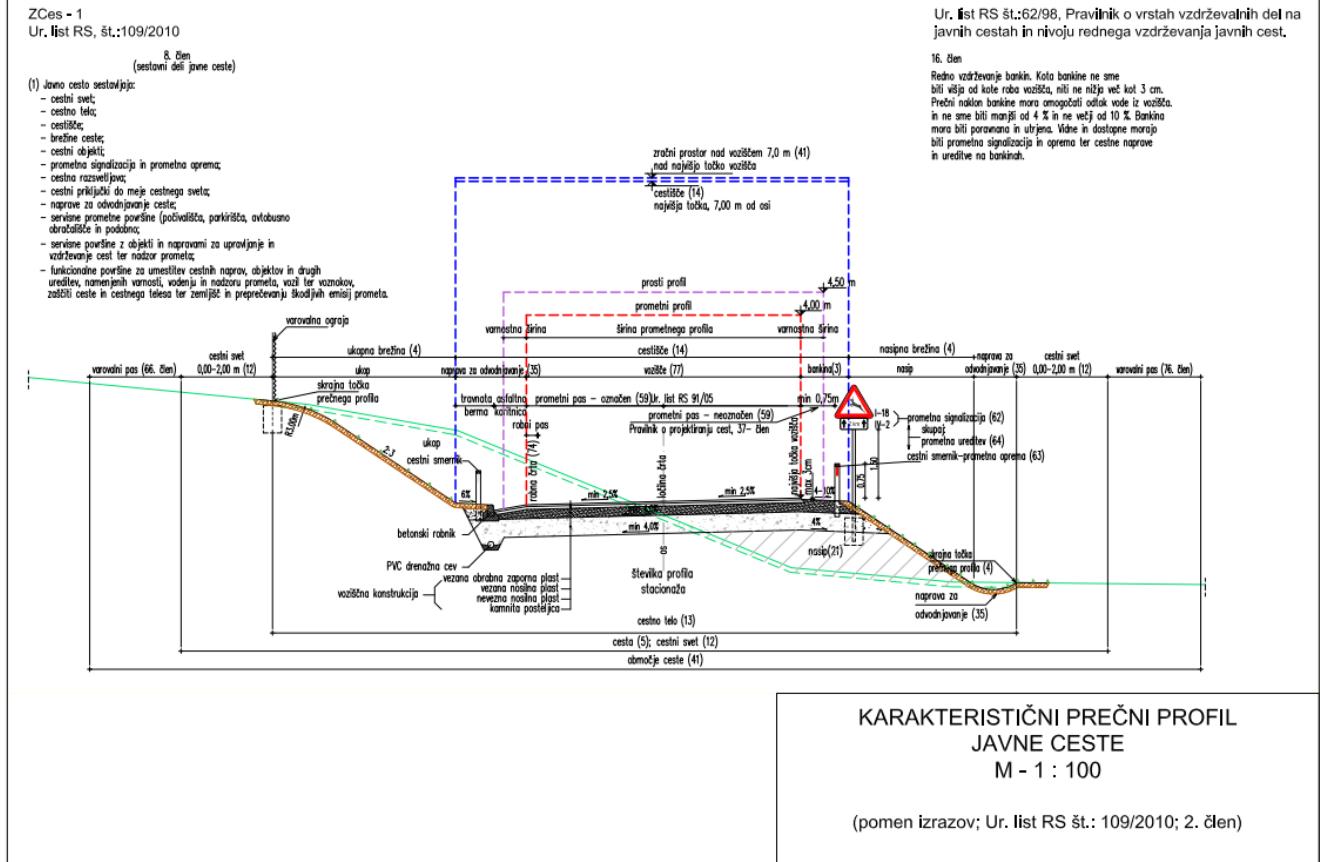 ZCes - 1
Ur. list RS, št.:109/2010
8. člen
(sestavni deli javne ceste)
(1) Javno cesto sestavljajo:
- cestni svet;
- cestno telo;
- cestišče;
- brežine ceste;
- cestni objekti;
- prometna signalizacija in prometna oprema;
- cestna razsvetljava;
- cestni priključki do meje cestnega sveta;
- naprave za odvodnjavanje ceste;
- servisne prometne površine (počivališča, parkirišča, avtobusno
obračališče in podobno;
- servisne površine z objekti in napravami za upravljanje in
vzdrževanje cest ter nadzor prometa;
- funkcionalne površine za umestitev cestnih naprav, objektov in drugih
ureditev, namenjenih varnosti, vodenju in nadzoru prometa, vozil ter voznikov,
zaščiti ceste in cestnega telesa ter zemljišč in preprečevanju škodljivih emisij prometa.
Ur. list RS št.:62/98, Pravilnik o vrstah vzdrževalnih del na
javnih cestah in nivoju rednega vzdrževanja javnih cest.
16. člen
Redno vzdrževanje bankin. Kota bankine ne sme
biti višja od kote roba vozišča, niti ne nižja več kot 3 cm.
Prečni naklon bankine mora omogočati odtok vode iz vozišča.
in ne sme biti manjši od 4 % in ne večji od 10 %. Bankina
mora biti poravnana in utrjena. Vidne in dostopne morajo
biti prometna signalizacija in oprema ter cestne naprave
in ureditve na bankinah.
zračni prostor nad voziščem 7,0 m (41)
nad najvišjo točko vozišča
cestišče (14)
najvišja točka, 7,00 m od osi
prosti profil
4,50 m
prometni profil
4,00 m
varovalna ograja
varnostna širina
širina prometnega profila
varnostna širina
cestni svet
ukopna brežina (4)
cestišče (14)
nasipna brežina (4)
naprava za
cestni svet
varovalni pas (66. člen)
0,00-2,00 m (12)
ukop
naprava za odvodnjavanje (35)
vozišče (77)
bankina(3)
nasip
odvodnjavanje (35)
0,00-2,00 m (12)
varovalni pas (76. člen)
skrajna točka
prečnega profila
travnata
asfaltna
berma
koritnica
prometni pas - označen (59)Ur. list RS 91/05
min 0,75m
prometni pas - neoznačen (59)
Pravilnik o projektiranju cest, 37- člen
robni pas
I-18
prometna signalizacija (62)
skupaj:
prometna ureditev (64)
cestni smernik-prometna oprema (63)
R3,00m
2:3
ukop
cestni smernik
robna črta (74)
ločilna črta
najvišja točka vozišča
max 3cm
0,75
1,50
6%
min 2,5%
min 2,5%
4-10%
betonski robnik
min 4,0%
4%
nasip(21)
os
PVC drenažna cev
vezana obrabna zaporna plast
vezana nosilna plast
nevezna nosilna plast
kamnita posteljica
voziščna konstrukcija
številka profila
stacionaža
skrajna točka
prečnega profila (4)
naprava za
odvodnjavanje (35)
cestno telo (13)
cesta (5); cestni svet (12)
območje ceste (41)
KARAKTERISTIČNI PREČNI PROFIL
JAVNE CESTE
M - 1 : 100
(pomen izrazov; Ur. list RS št.: 109/2010; 2. člen)